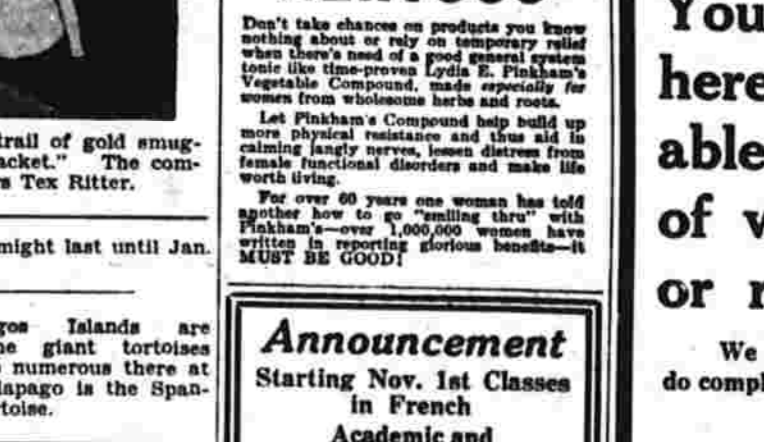 trail of gold smug-
acket." The com-
s Tex Ritter.
might last until Jan.
Islands are
giant tortoises
numerous there at
lapago is the Span-
toise.
Don't take chances on products you know
nothing about or rely on temporary relief
when there's need of a good general system
tonic like time-proven Lydia E. Pinkham's
Vegetable Compound, made especially for
women from wholesome herbs and roots.
Let Pinkham's Compound help build up
more physical resistance and thus aid in
calming jangly nerves, lessen distress from
female functional disorders and make life
worth living.
For over 60 years one woman has told
another how to go "smiling thru" with
Pinkham's—over 1,000,000 women have
written in reporting glorious benefits—it
MUST BE GOOD!
Announcement
Starting Nov. 1st Classes
in French
Academic and
You
here
able
of
or
We
do compl